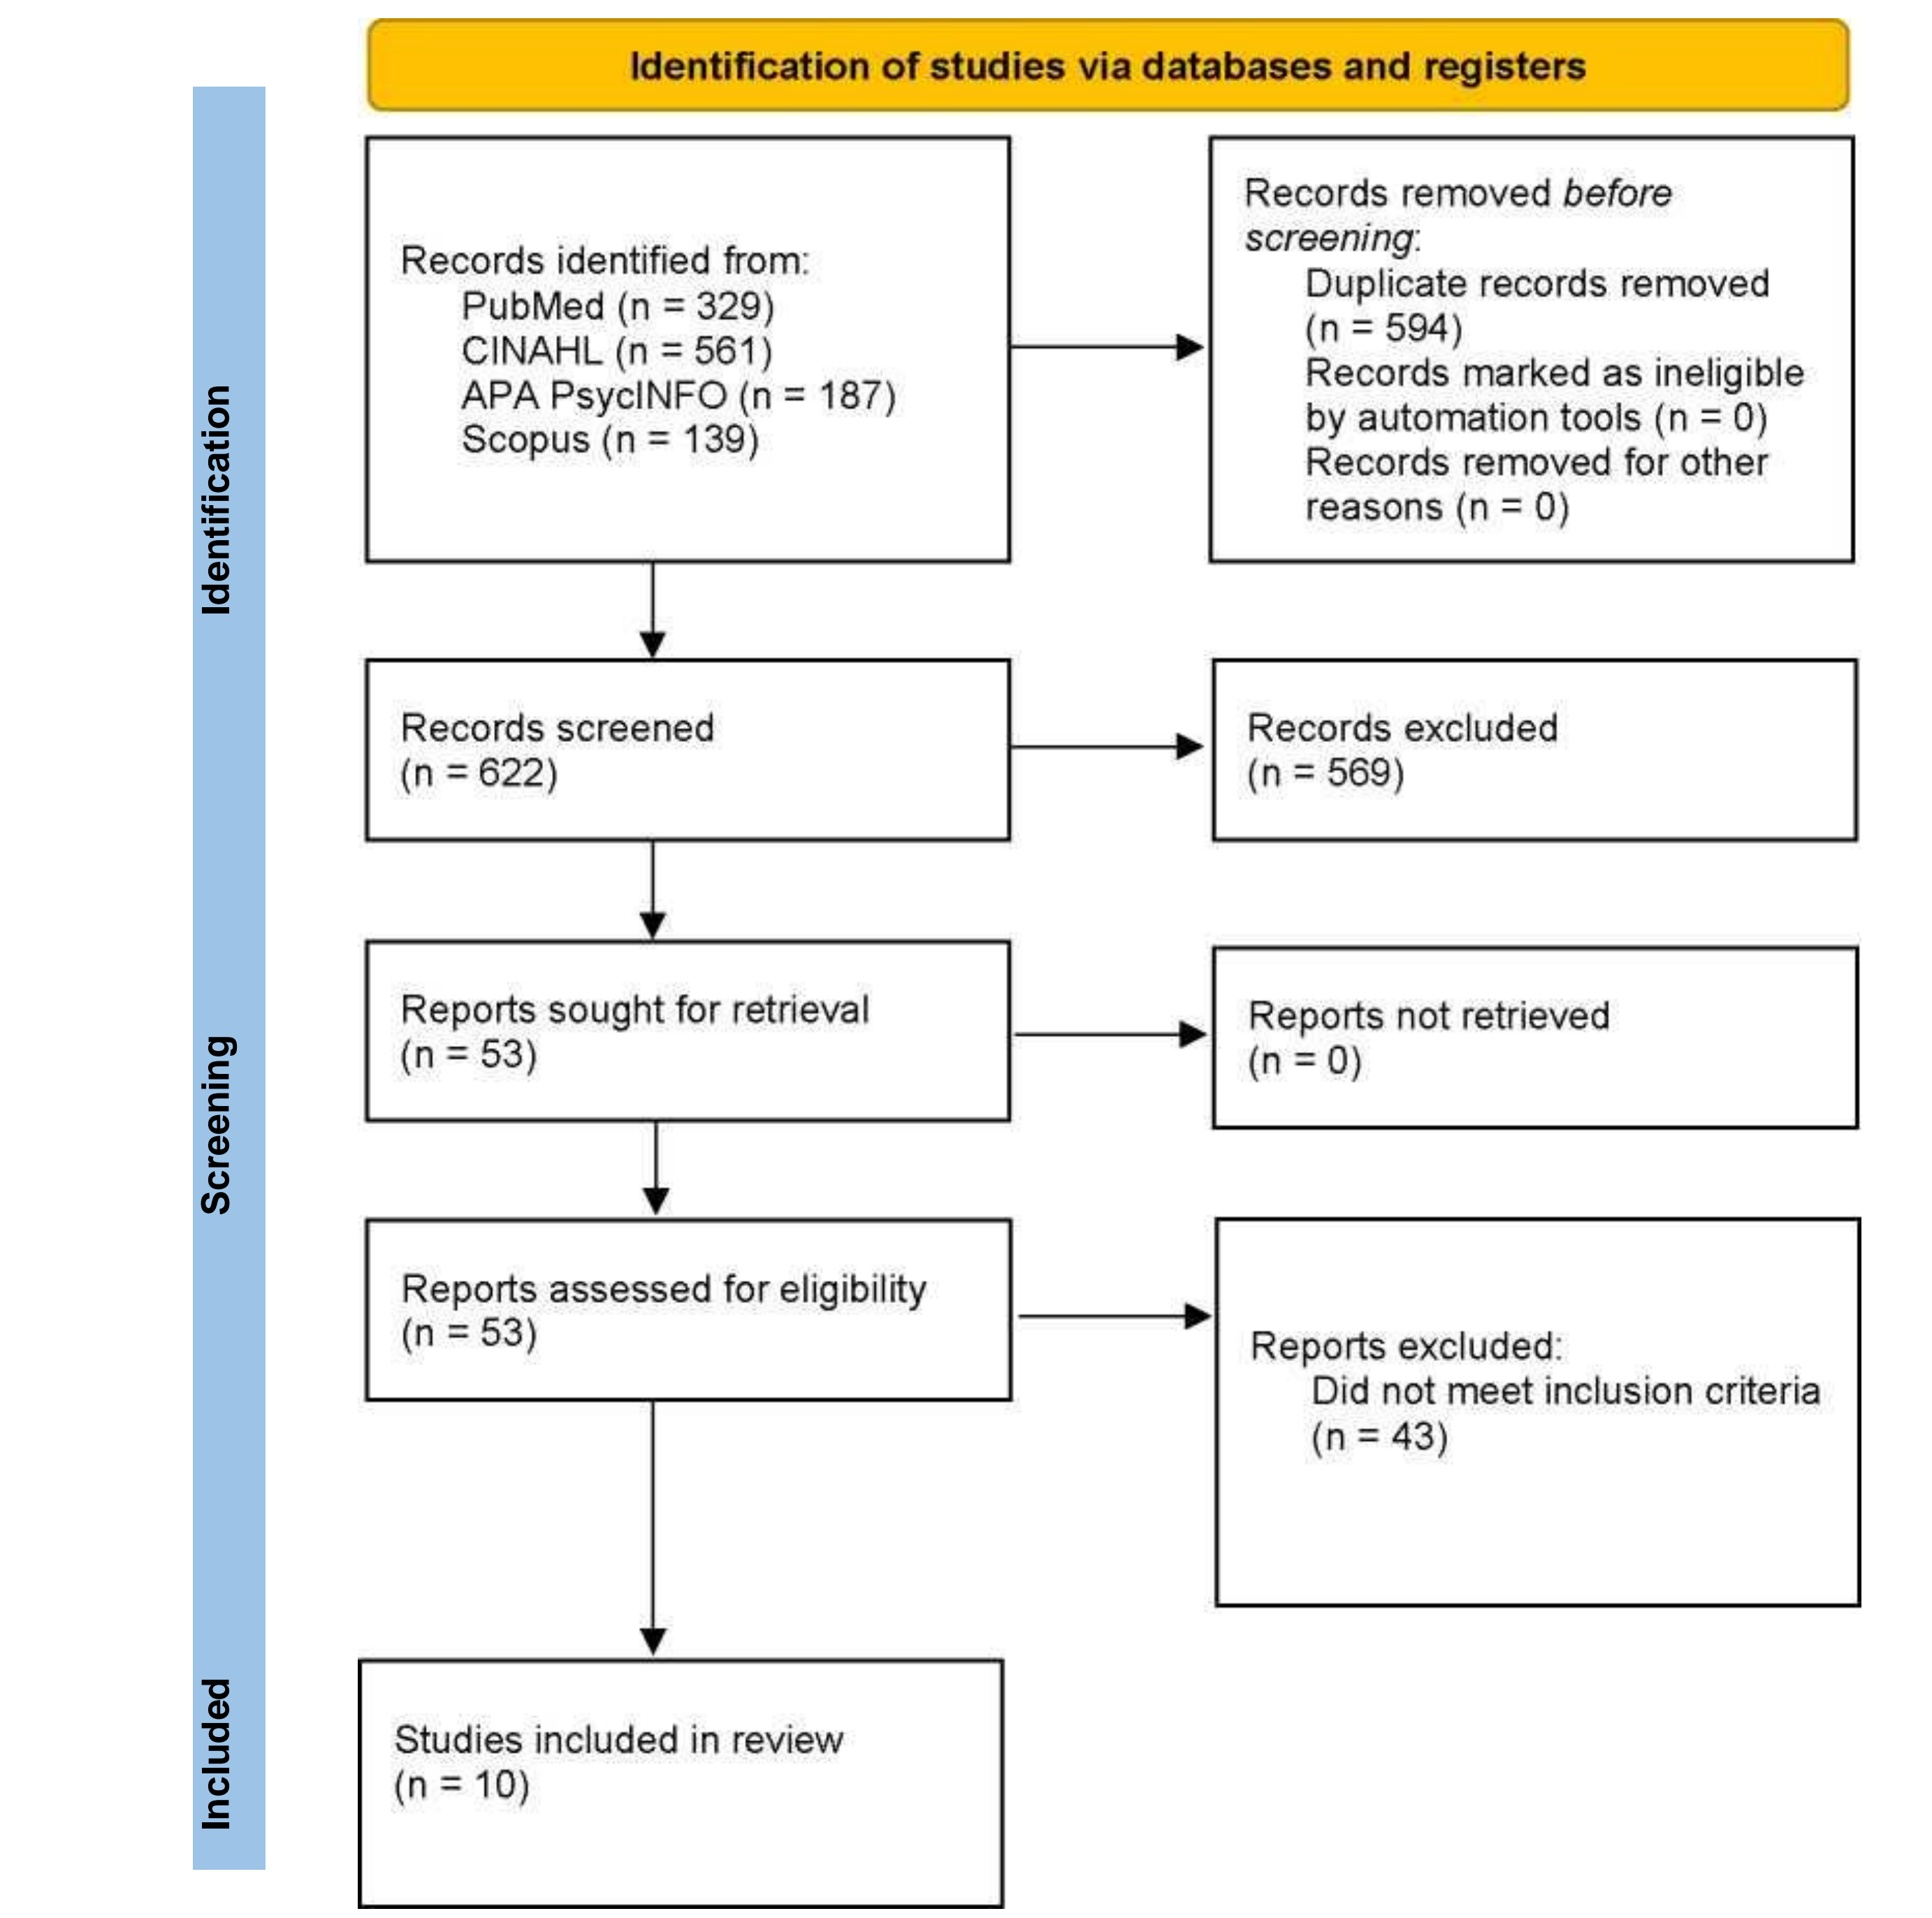 Identification of studies via databases and registers
Identification
Records identified from:
PubMed (n = 329)
CINAHL (n = 561)
APA PsycINFO (n = 187)
Scopus (n = 139)
Records removed before
screening:
Duplicate records removed
(n = 594)
Records marked as ineligible
by automation tools (n = 0)
Records removed for other
reasons (n = 0)
Screening
Records screened
(n = 622)
Records excluded
(n = 569)
Reports sought for retrieval
(n = 53)
Reports not retrieved
(n = 0)
Reports assessed for eligibility
(n = 53)
Reports excluded:
Did not meet inclusion criteria
(n = 43)
Included
Studies included in review
(n = 10)